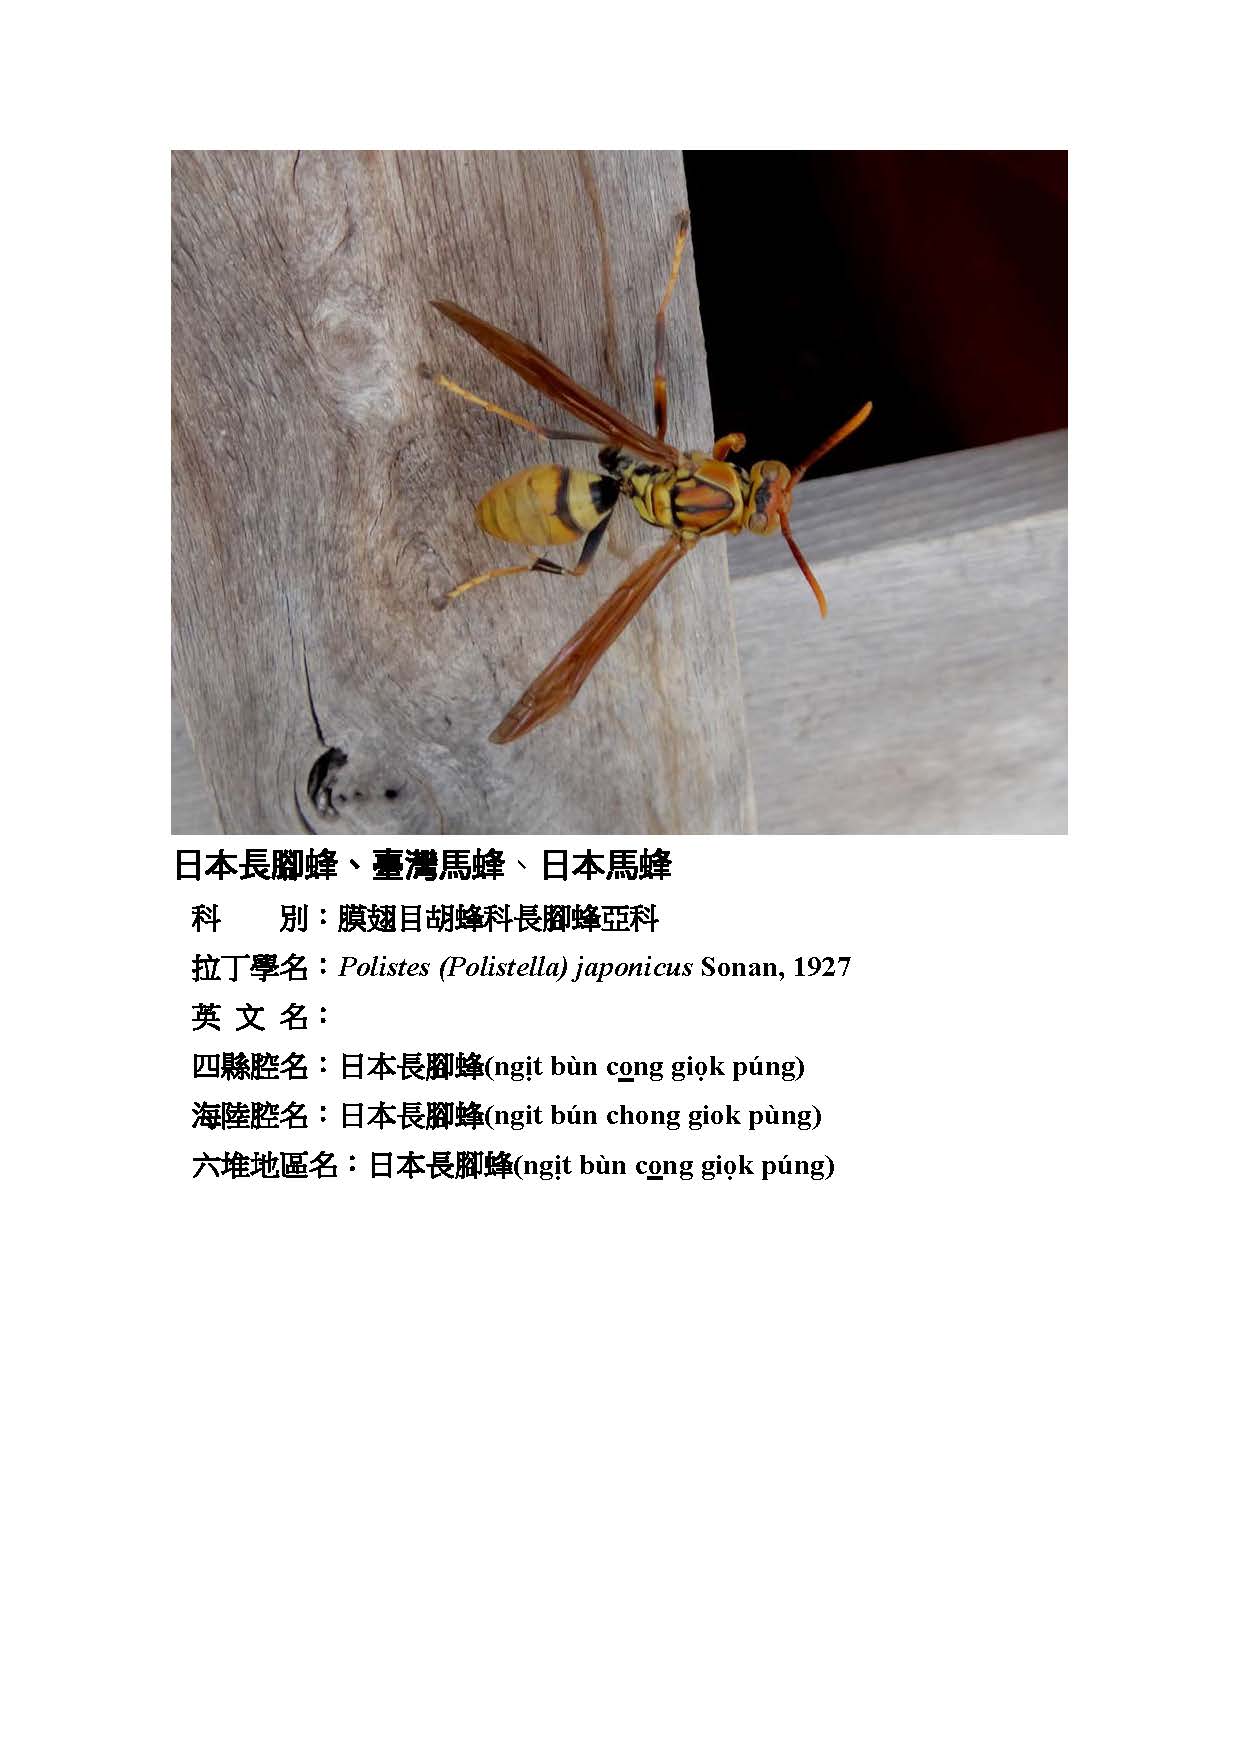 日本長腳蜂、臺灣馬蜂、日本馬蜂
科　　別：膜翅目胡蜂科長腳蜂亞科
拉丁學名：Polistes (Polistella) japonicus Sonan, 1927
英 文 名：
四縣腔名：日本長腳蜂(ngịt bùn co̱ng giọk púng)
海陸腔名：日本長腳蜂(ngit bún chong giok pùng)
六堆地區名：日本長腳蜂(ngịt bùn co̱ng giọk púng)